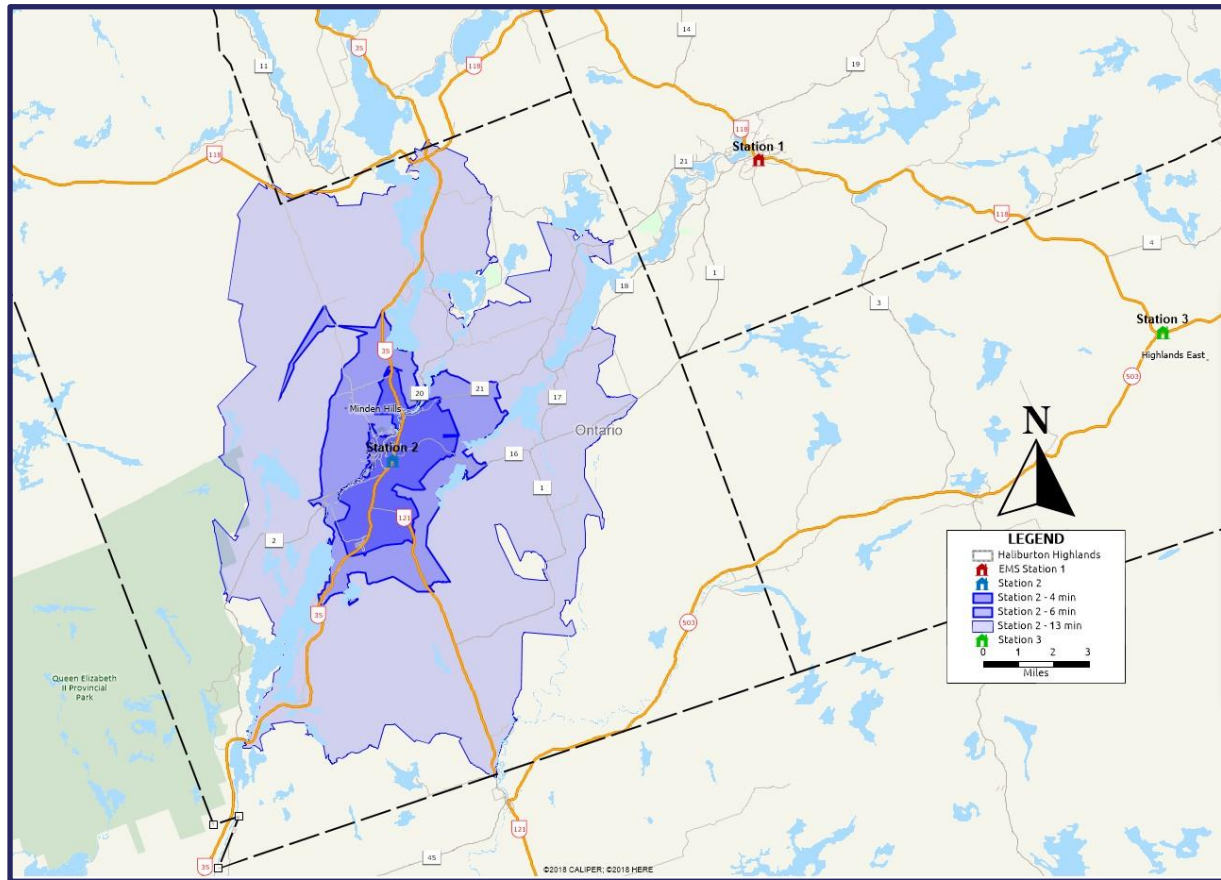 35
14
11
118
19
118
118
Station 1
21
118
4
1
18
3
Station 3
Highlands East
35
503
20
21
17
Minden Hills
Ontario
N
Station 2
16
1
121
2
LEGEND
Haliburton Highlands
EMS Station 1
Station 2
Station 2 - 4 min
Station 2 - 6 min
Station 2 - 13 min
Station 3
0 1 2 3
Miles
35
503
Queen Elizabeth
II Provincial
Park
121
45
35
©2018 CALIPER; ©2018 HERE